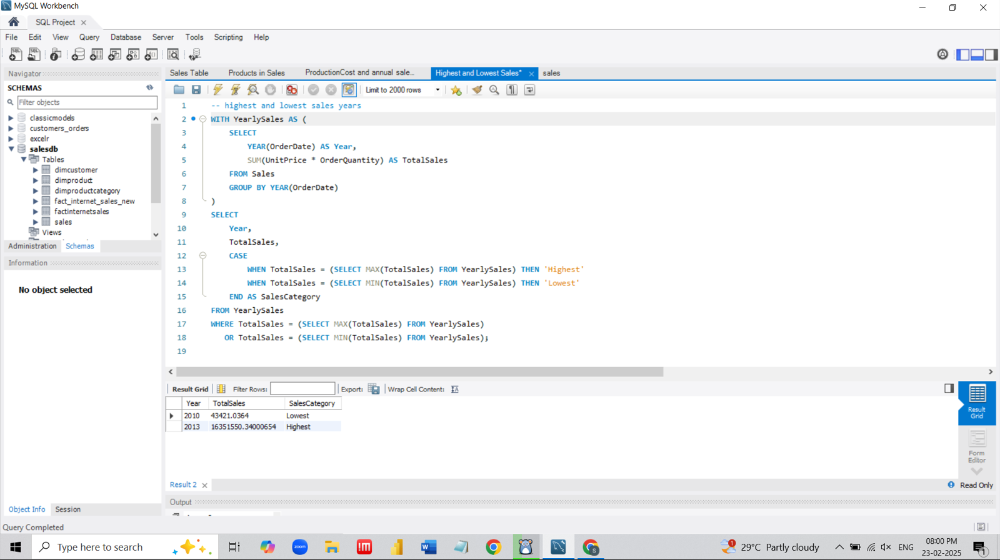 MySQL Workbench
SQL Project
File Edit View Query Database Server Tools Scripting Help
Navigator
SCHEMAS
Filter objects
classicmodels
customers_orders
excelr
salesdb
Tables
dimcustomer
dimproduct
dimproductcategory
fact_internet_sales_new
factinternetsales
sales
Views
Administration Schemas
Information
No object selected
Object Info Session
Sales Table Products in Sales ProductionCost and annual sale... Highest and Lowest Sales* sales
Limit to 2000 rows
1 -- highest and lowest sales years
2 WITH YearlySales AS (
3 SELECT
4 YEAR(OrderDate) AS Year,
5 SUM(UnitPrice * OrderQuantity) AS TotalSales
6 FROM Sales
7 GROUP BY YEAR(OrderDate)
8 )
9 SELECT
10 Year,
11 TotalSales,
12 CASE
13 WHEN TotalSales = (SELECT MAX(TotalSales) FROM YearlySales) THEN 'Highest'
14 WHEN TotalSales = (SELECT MIN(TotalSales) FROM YearlySales) THEN 'Lowest'
15 END AS SalesCategory
16 FROM YearlySales
17 WHERE TotalSales = (SELECT MAX(TotalSales) FROM YearlySales)
18 OR TotalSales = (SELECT MIN(TotalSales) FROM YearlySales);
19
Result Grid Filter Rows: Export: Wrap Cell Content:
Year TotalSales SalesCategory
2010 43421.0364 Lowest
2013 16351550.34000654 Highest
Result Grid
Form Editor
Result 2
Read Only
Output
Query Completed
Type here to search
zoom
29°C Partly cloudy
ENG
08:00 PM
23-02-2025
1